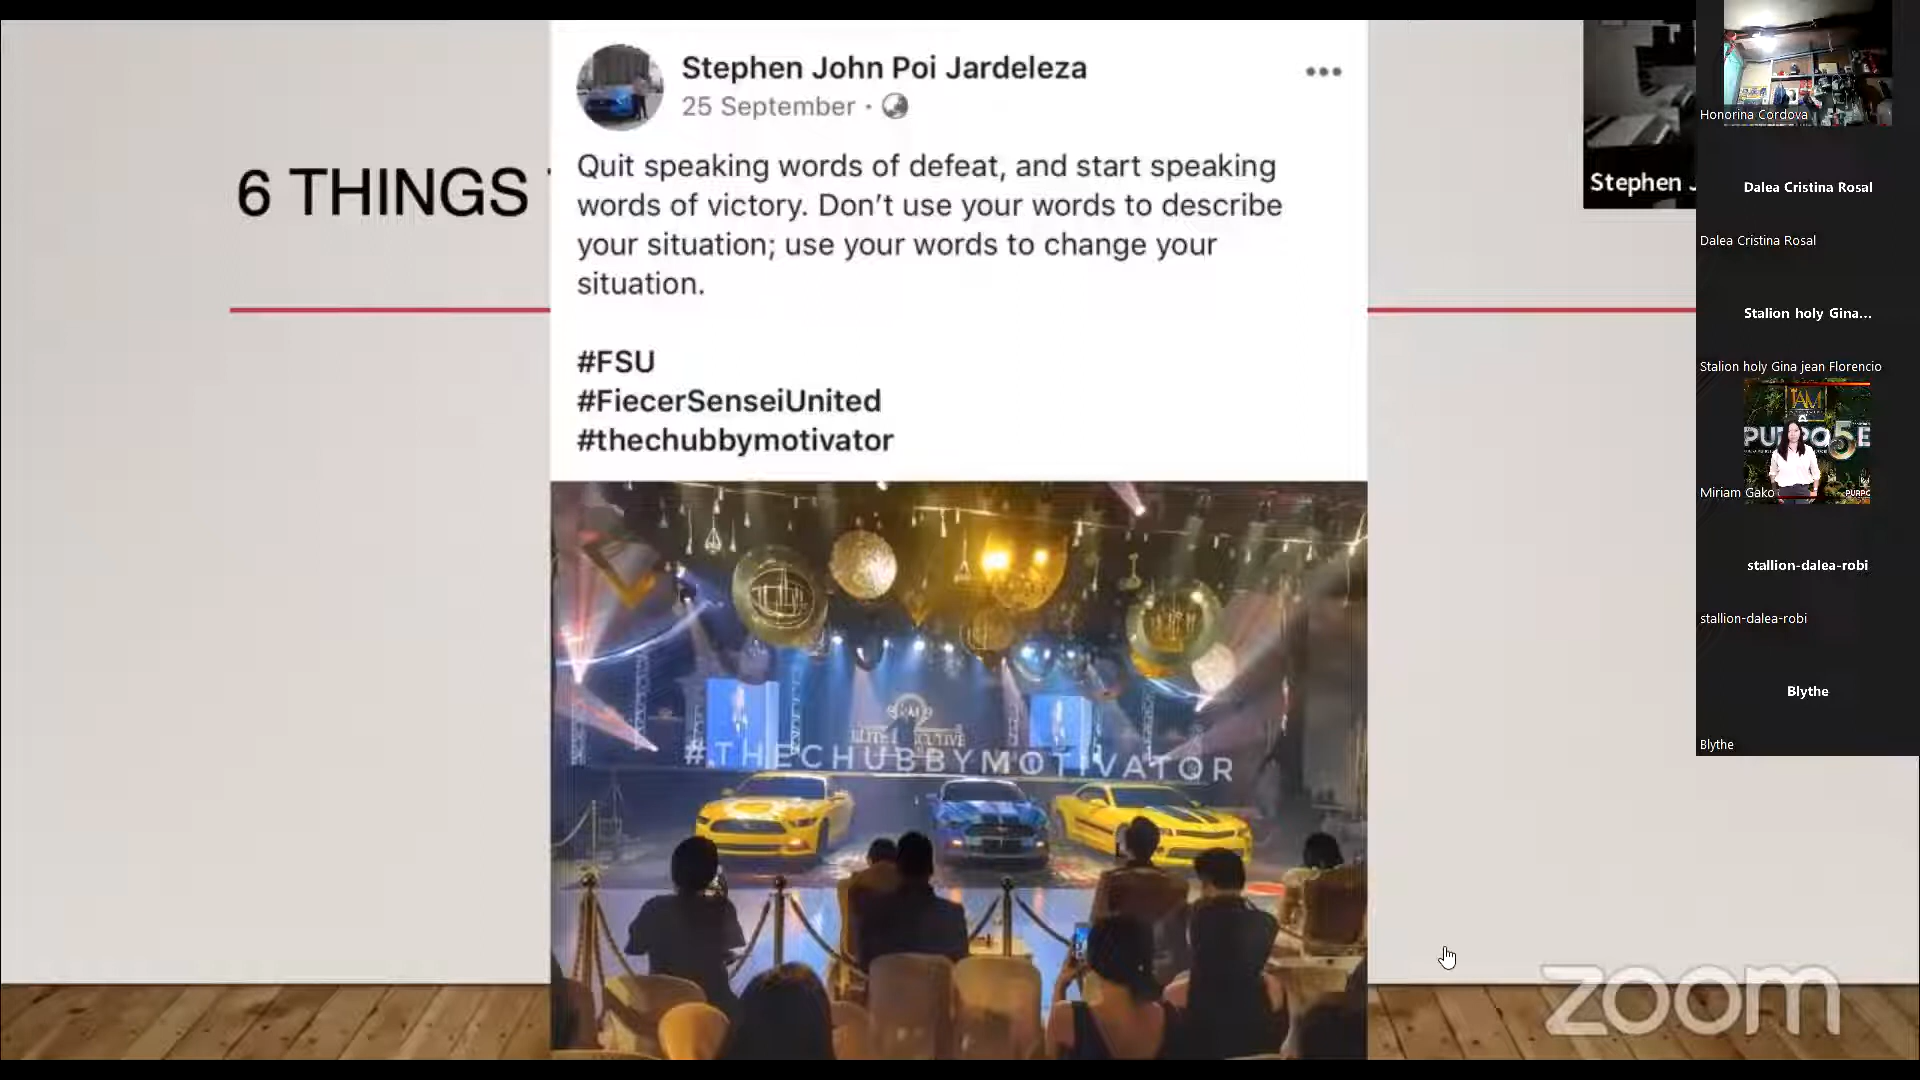 6 THINGS
Stephen John Poi Jardeleza
25 September
Quit speaking words of defeat, and start speaking
words of victory. Don’t use your words to describe
your situation; use your words to change your
situation.
#FSU
#FiecerSenseiUnited
#thechubbymotivator
#THECHUBBYMOTIVATOR
Stephen J
Honorina Cordova
Dalea Cristina Rosal
Dalea Cristina Rosal
Stalion holy Gina...
Stalion holy Gina jean Florencio
Miriam Gako
stallion-dalea-robi
stallion-dalea-robi
Blythe
Blythe
zoom